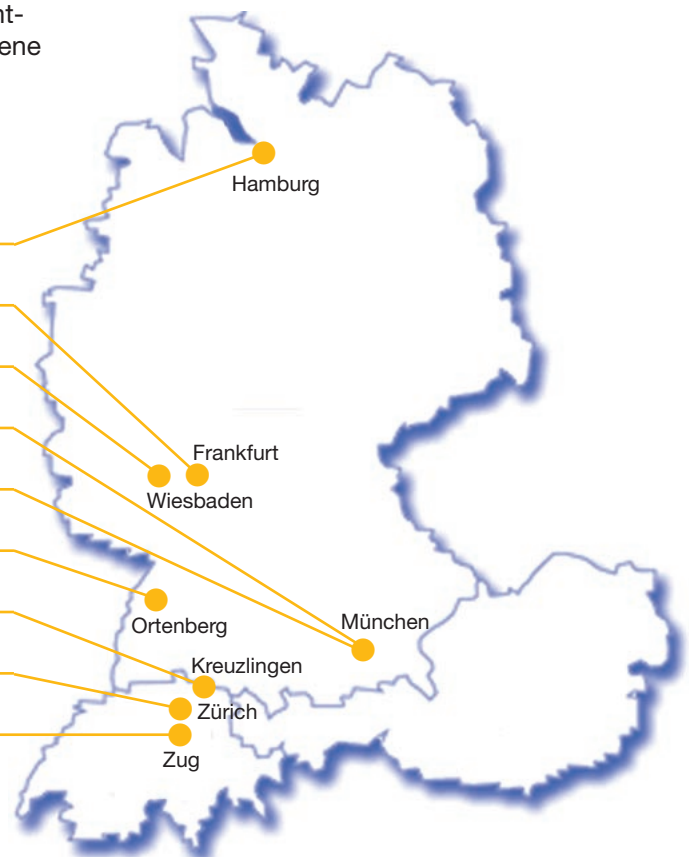 nt-
ene
Hamburg
Frankfurt
Wiesbaden
Ortenberg
München
Kreuzlingen
Zürich
Zug